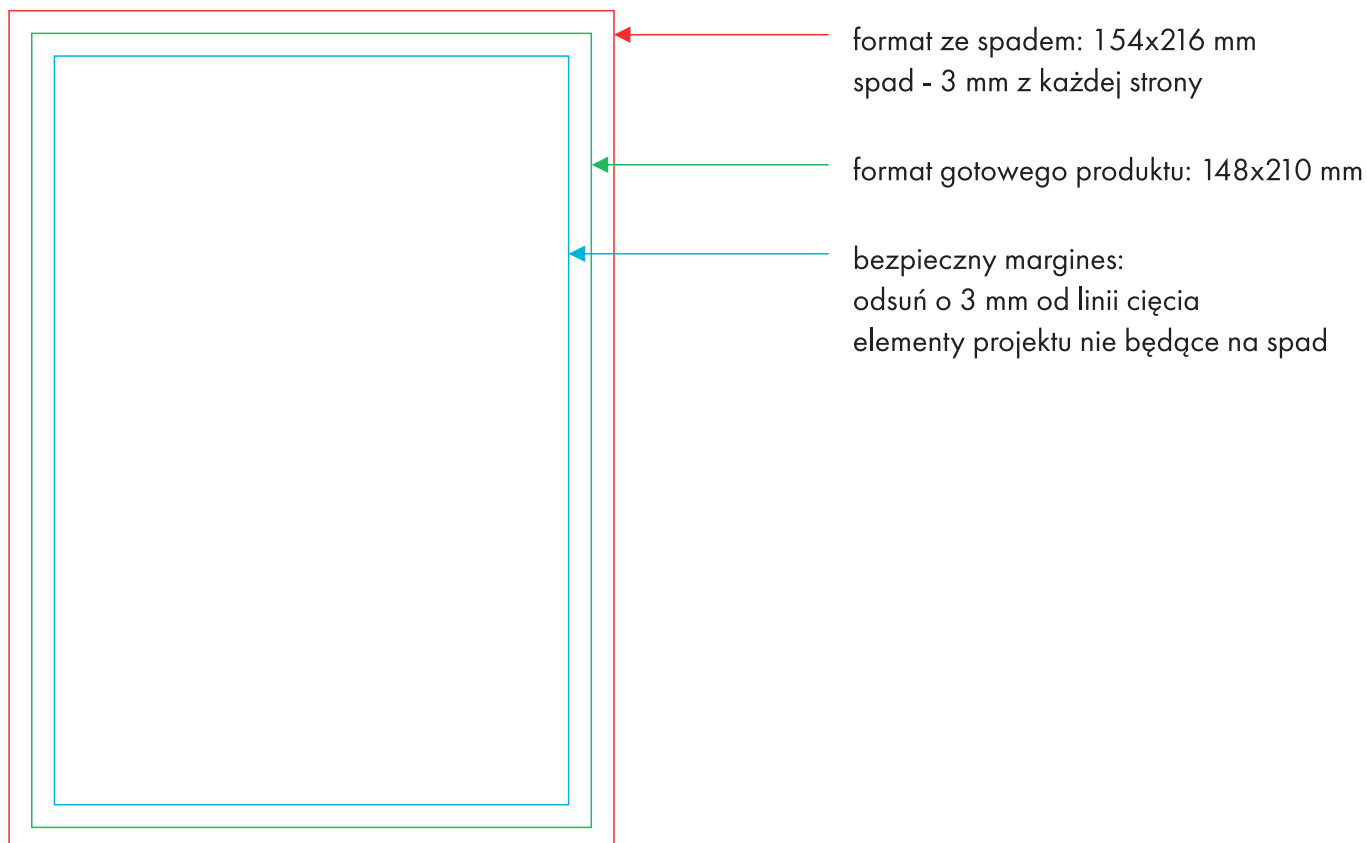 format ze spadem: 154x216 mm
spad - 3 mm z każdej strony
format gotowego produktu: 148x210 mm
bezpieczny margines:
odsuń o 3 mm od linii cięcia
elementy projektu nie będące na spad